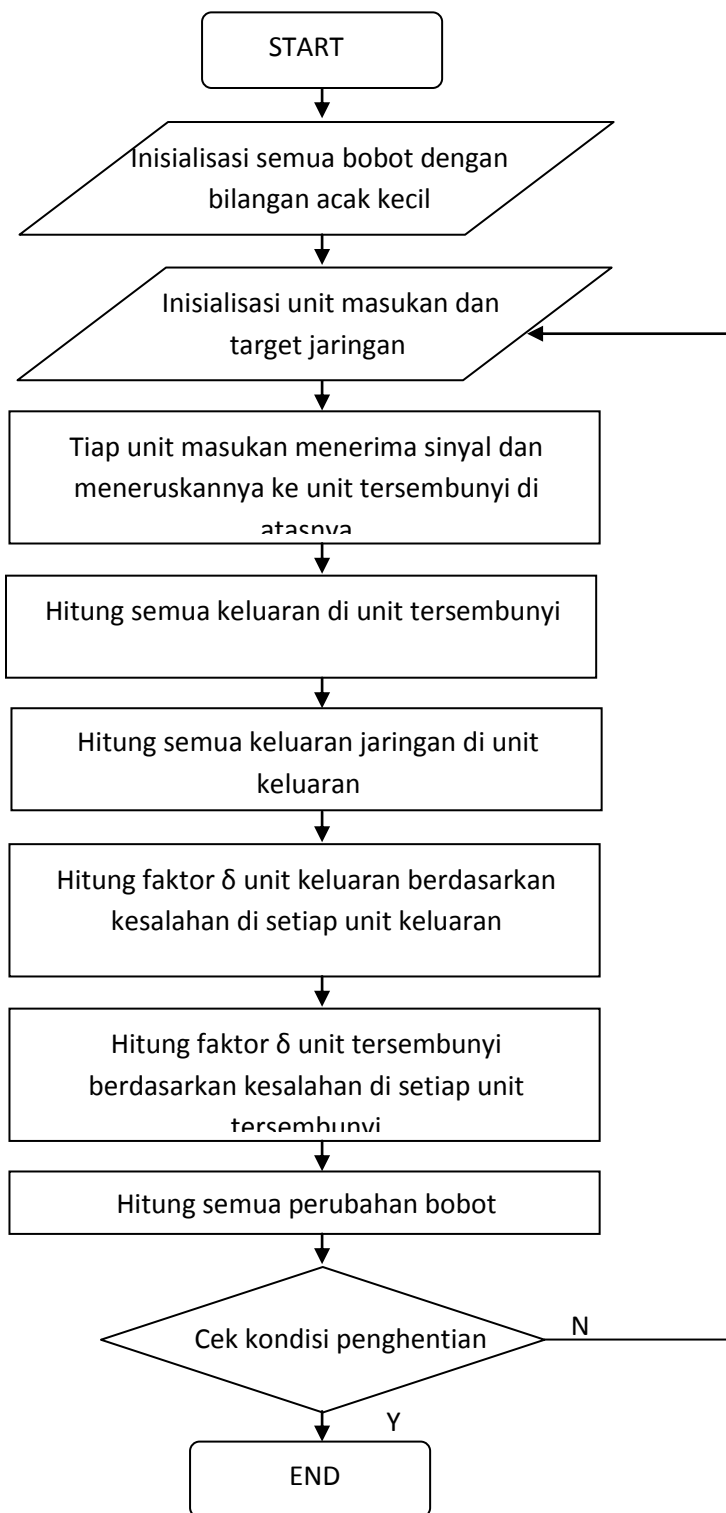 START
Inisialisasi semua bobot dengan
bilangan acak kecil
Inisialisasi unit masukan dan
target jaringan
Tiap unit masukan menerima sinyal dan
meneruskannya ke unit tersembunyi di
atasnya
Hitung semua keluaran di unit tersembunyi
Hitung semua keluaran jaringan di unit
keluaran
Hitung faktor δ unit keluaran berdasarkan
kesalahan di setiap unit keluaran
Hitung faktor δ unit tersembunyi
berdasarkan kesalahan di setiap unit
tersembunyi
Hitung semua perubahan bobot
Cek kondisi penghentian
N
Y
END